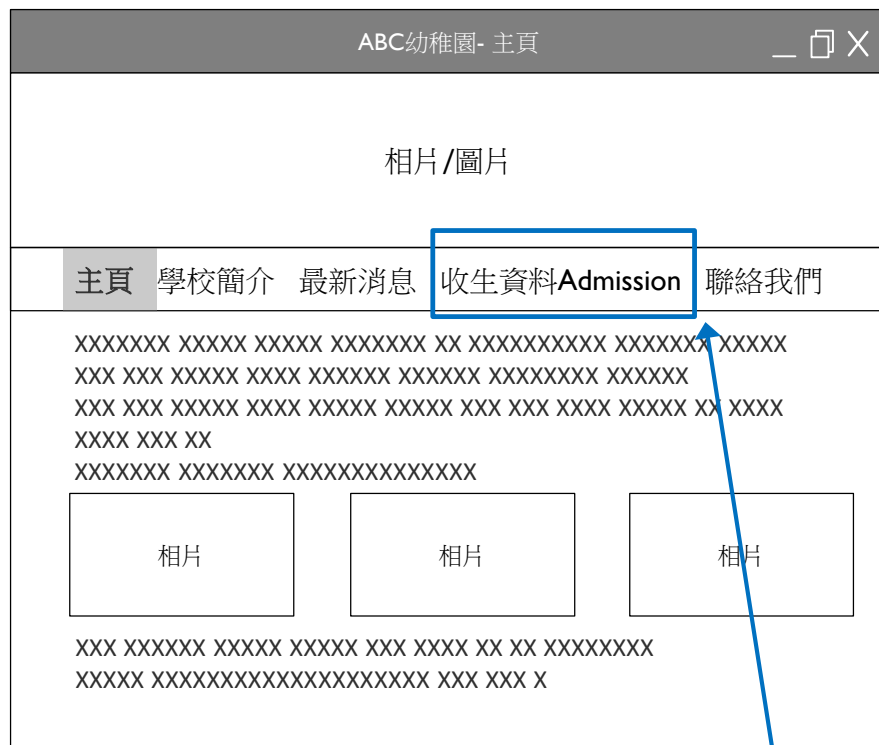 ABC幼稚園- 主頁
相片/圖片
主頁 學校簡介 最新消息 收生資料Admission 聯絡我們
XXXXXXX XXXXX XXXXX XXXXXXX XX XXXXXXXXXX XXXXXXX XXXXX
XXX XXX XXXXX XXXX XXXXXX XXXXXX XXXXXXXX XXXXXX
XXX XXX XXXXX XXXX XXXXX XXXXX XXX XXX XXXX XXXXX XX XXXX
XXXX XXX XX
XXXXXXX XXXXXXX XXXXXXXXXXXXXX
相片 相片 相片
XXX XXXXXX XXXXX XXXXX XXX XXXX XX XX XXXXXXXX
XXXXX XXXXXXXXXXXXXXXXXXXX XXX XXX X